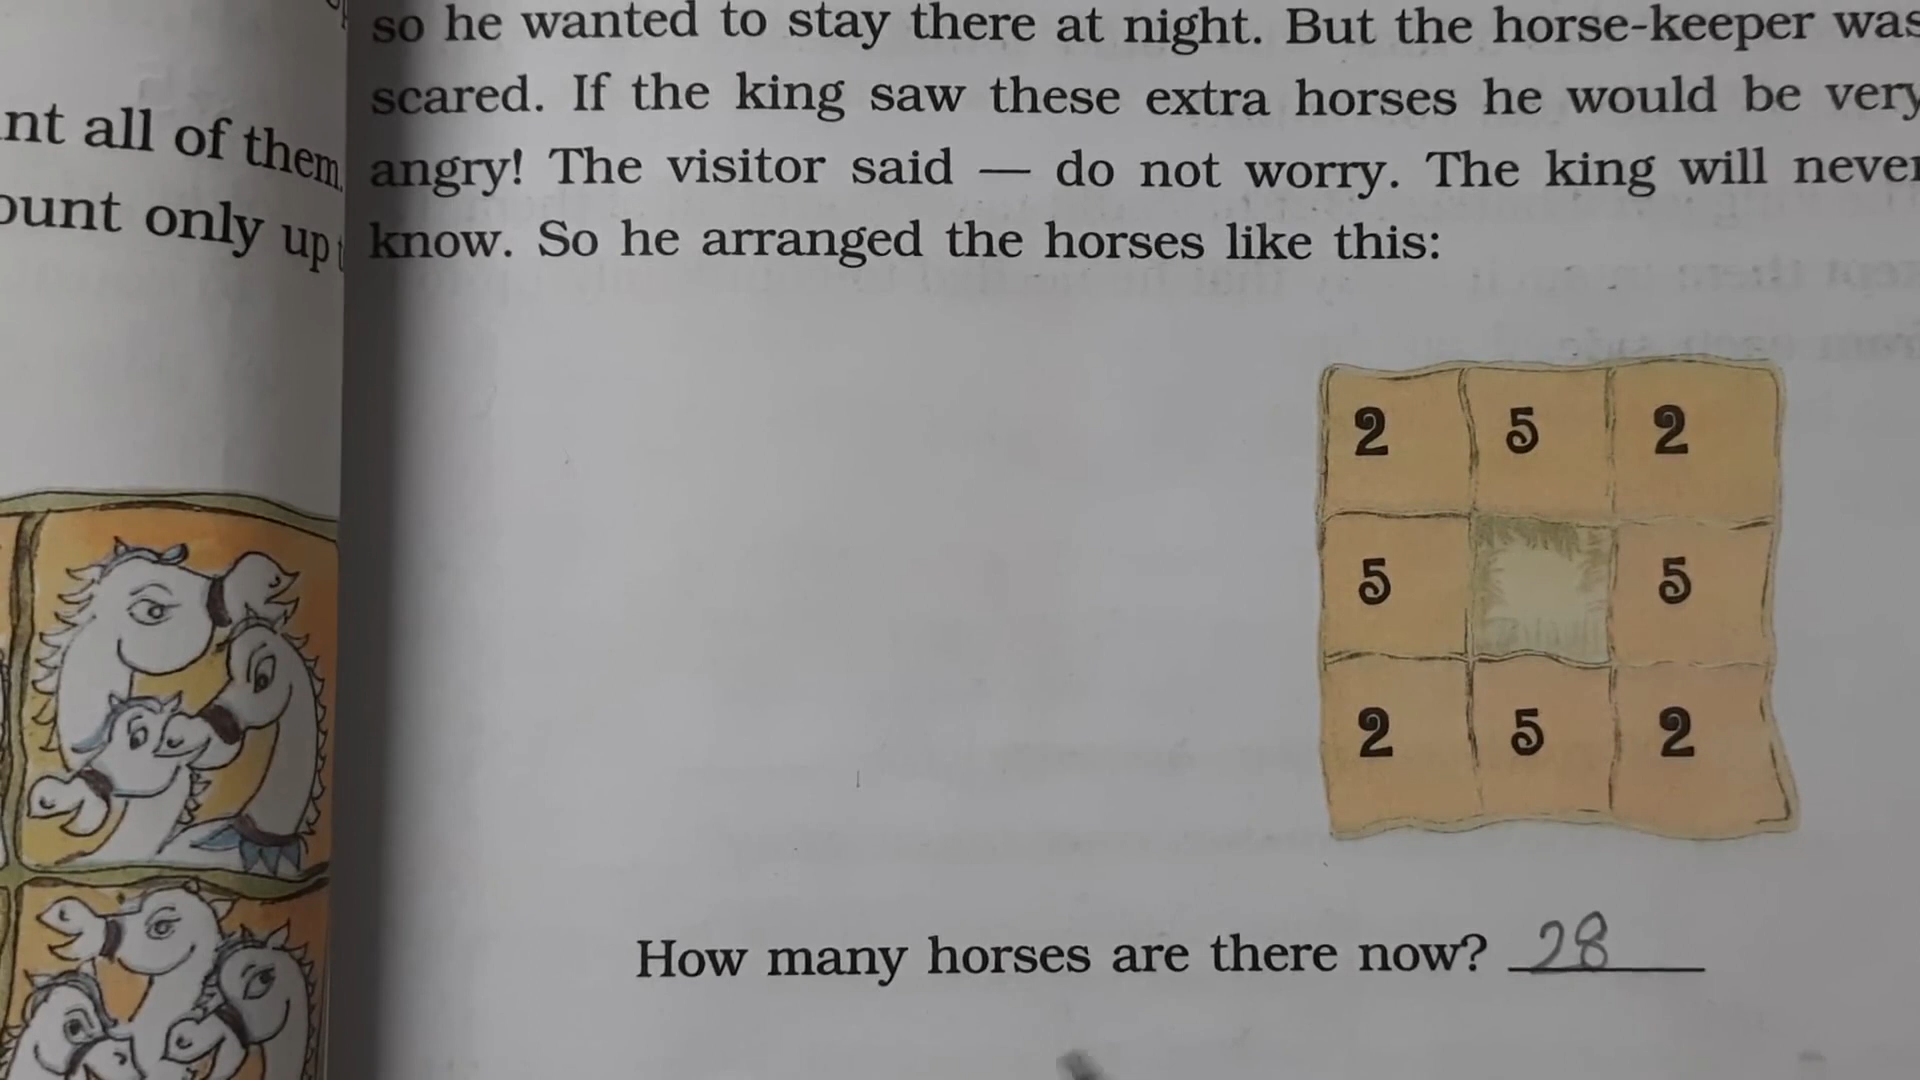 nt all of them
ount only up
so he wanted to stay there at night. But the horse-keeper was
scared. If the king saw these extra horses he would be very
angry! The visitor said — do not worry. The king will never
know. So he arranged the horses like this:
2 5 2
5 5
2 5 2
How many horses are there now? 28